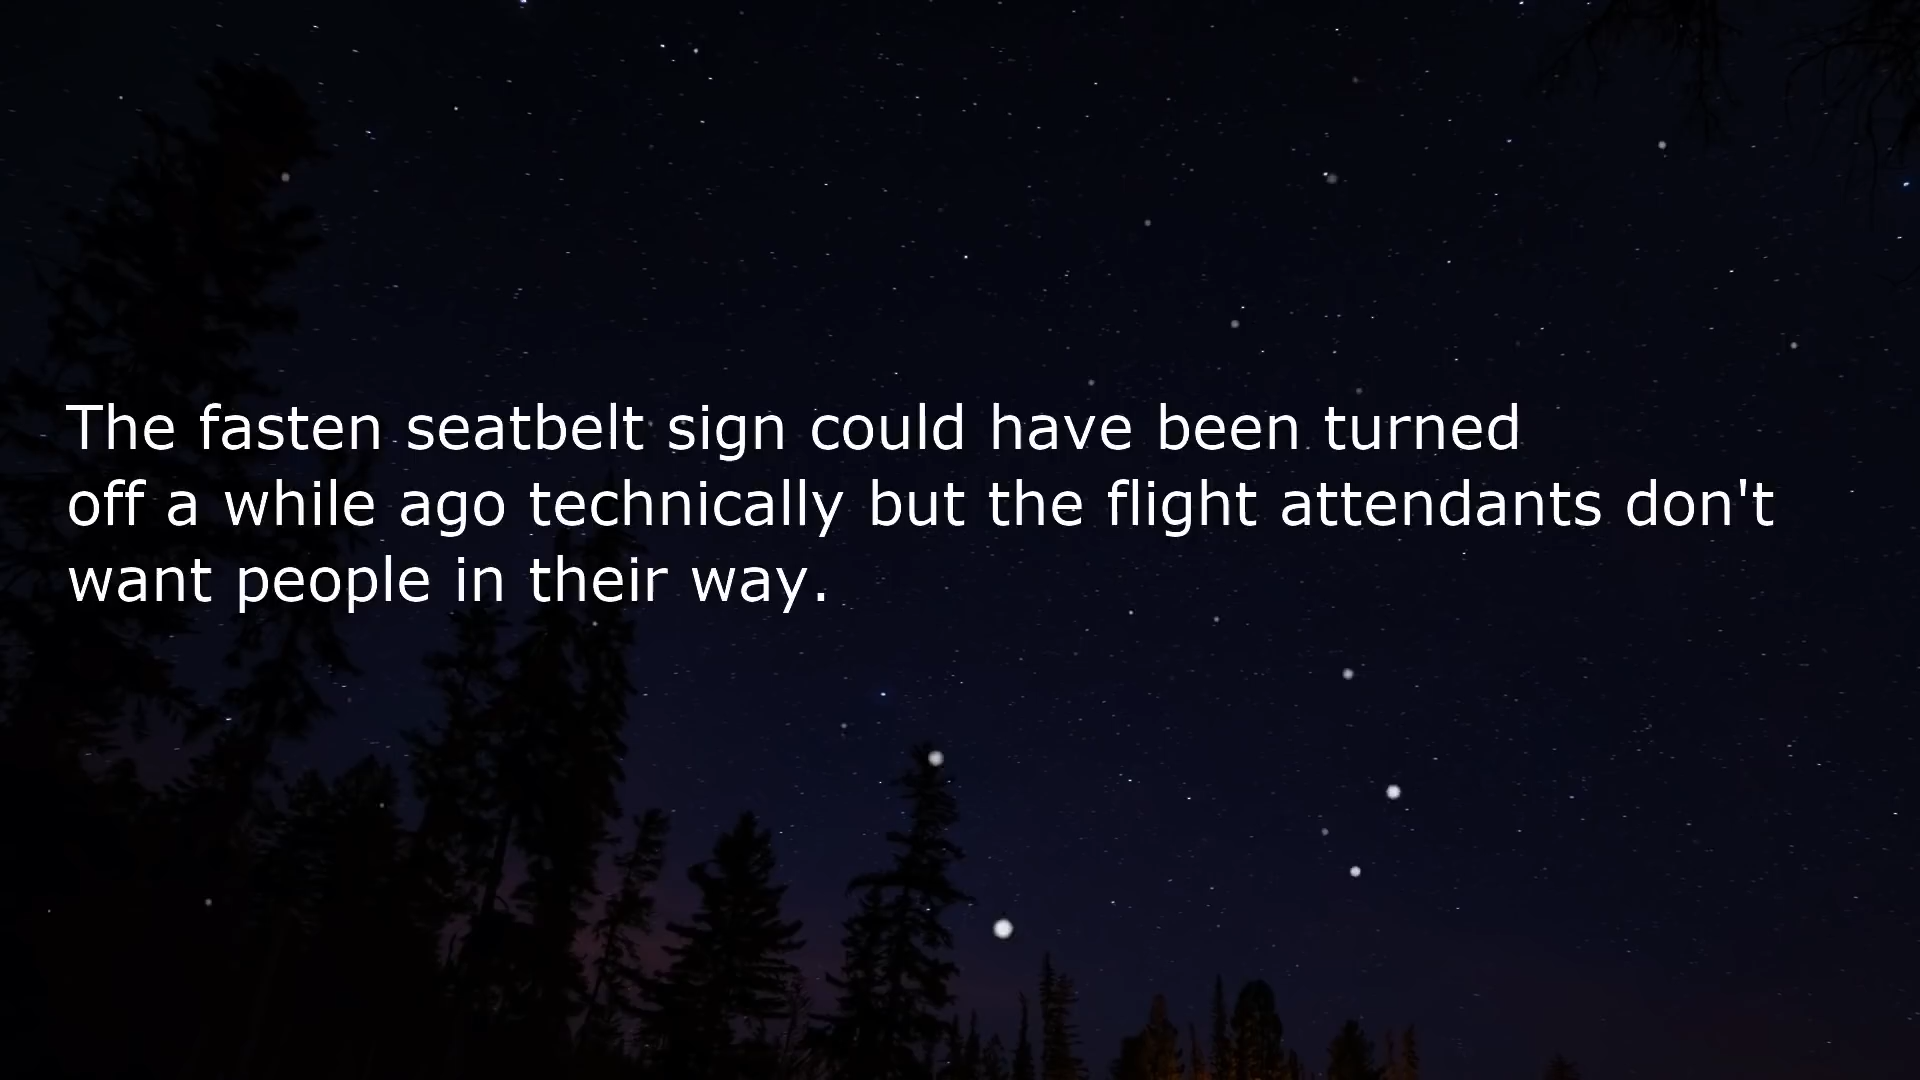 The fasten seatbelt sign could have been turned
off a while ago technically but the flight attendants don't
want people in their way.